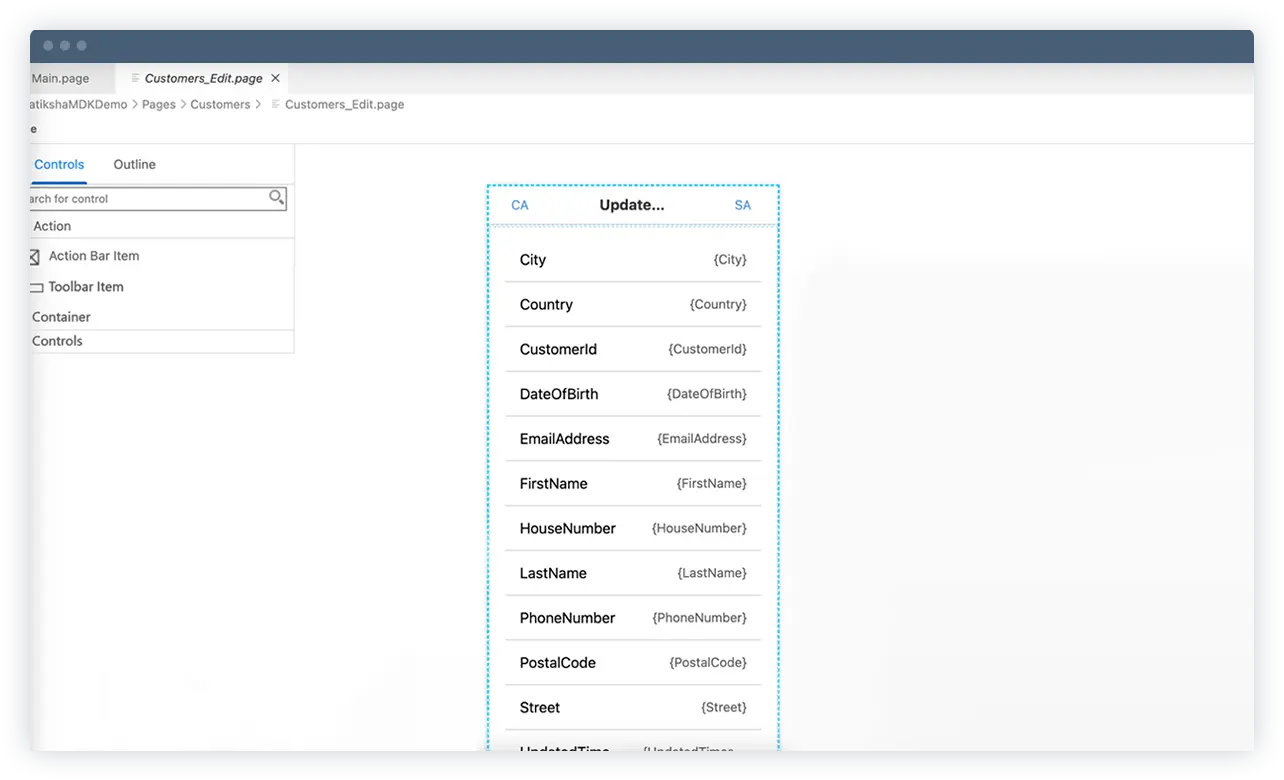 Main.page Customers_Edit.page
atikshaMDKDemo > Pages > Customers > Customers_Edit.page
e
Controls Outline
arch for control
Action
Action Bar Item
Toolbar Item
Container
Controls
CA Update... SA
City {City}
Country {Country}
CustomerId {CustomerId}
DateOfBirth {DateOfBirth}
EmailAddress {EmailAddress}
FirstName {FirstName}
HouseNumber {HouseNumber}
LastName {LastName}
PhoneNumber {PhoneNumber}
PostalCode {PostalCode}
Street {Street}
UpdatedTime {UpdatedTimes